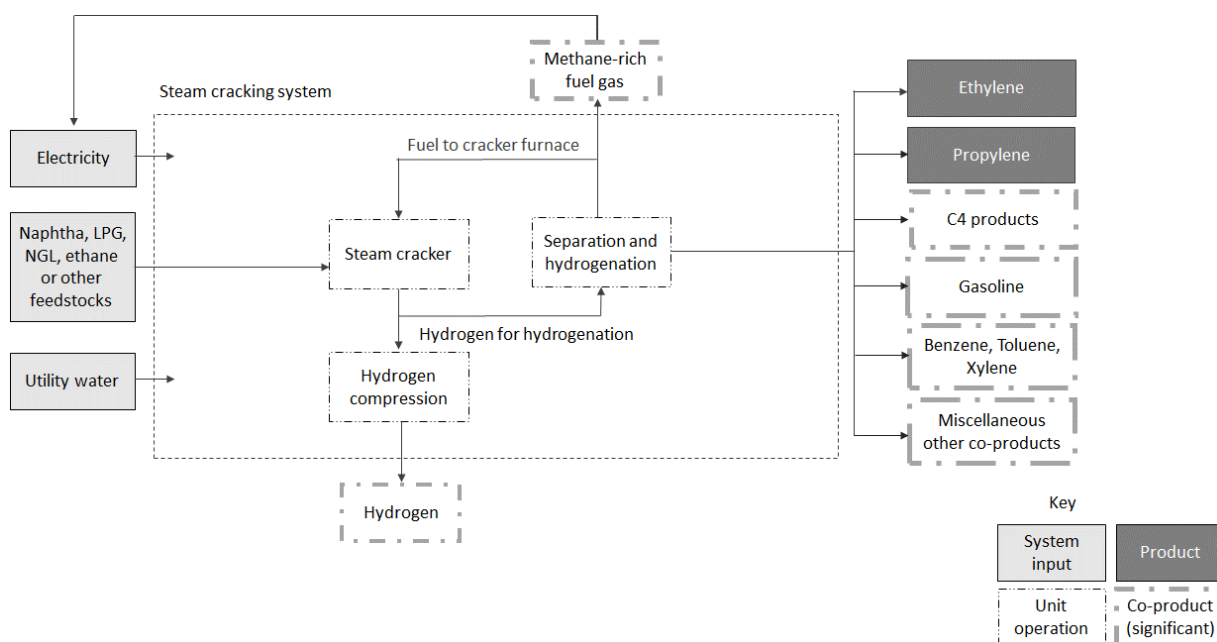 Methane-rich
fuel gas
Steam cracking system
Ethylene
Fuel to cracker furnace
Electricity
Propylene
Naphtha, LPG,
NGL, ethane
or other
feedstocks
Steam cracker
Separation and
hydrogenation
C4 products
Gasoline
Hydrogen for hydrogenation
Utility water
Hydrogen
compression
Benzene, Toluene,
Xylene
Miscellaneous
other co-products
Hydrogen
Key
System
input
Product
Unit
operation
Co-product
(significant)